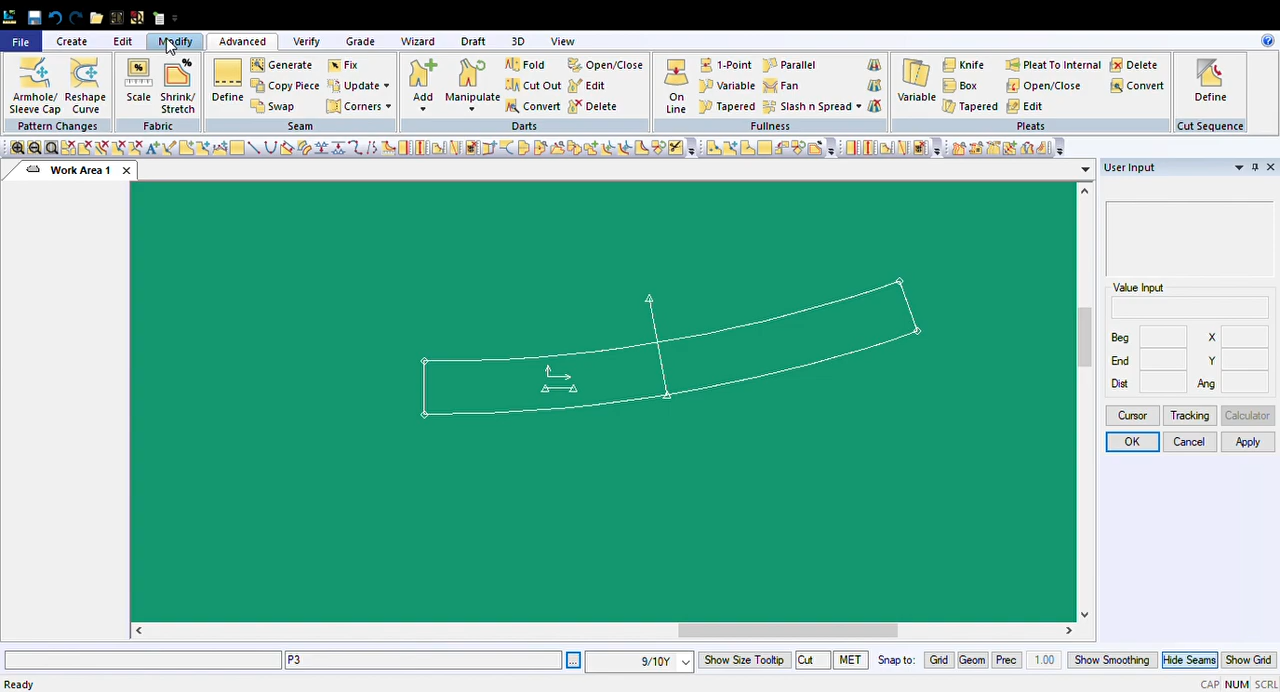 File Create Edit Modify Advanced Verify Grade Wizard Draft 3D View
Armhole/ Sleeve Cap
Reshape Curve
Pattern Changes
Scale
Shrink/ Stretch
Fabric
Define
Generate
Copy Piece
Swap
Fix
Update
Corners
Seam
Add
Manipulate
Fold
Cut Out
Convert
Open/Close
Edit
Delete
Darts
On Line
1-Point
Variable
Tapered
Parallel
Fan
Slash n Spread
Fullness
Variable
Knife
Box
Tapered
Pleat To Internal
Open/Close
Edit
Delete
Convert
Pleats
Define
Cut Sequence
Work Area 1
User Input
Value Input
Beg X
End Y
Dist Ang
Cursor Tracking Calculator
OK Cancel Apply
P3 ... 9/10Y Show Size Tooltip Cut MET Snap to: Grid Geom Prec 1.00 Show Smoothing Hide Seams Show Grid
Ready CAP NUM SCRL